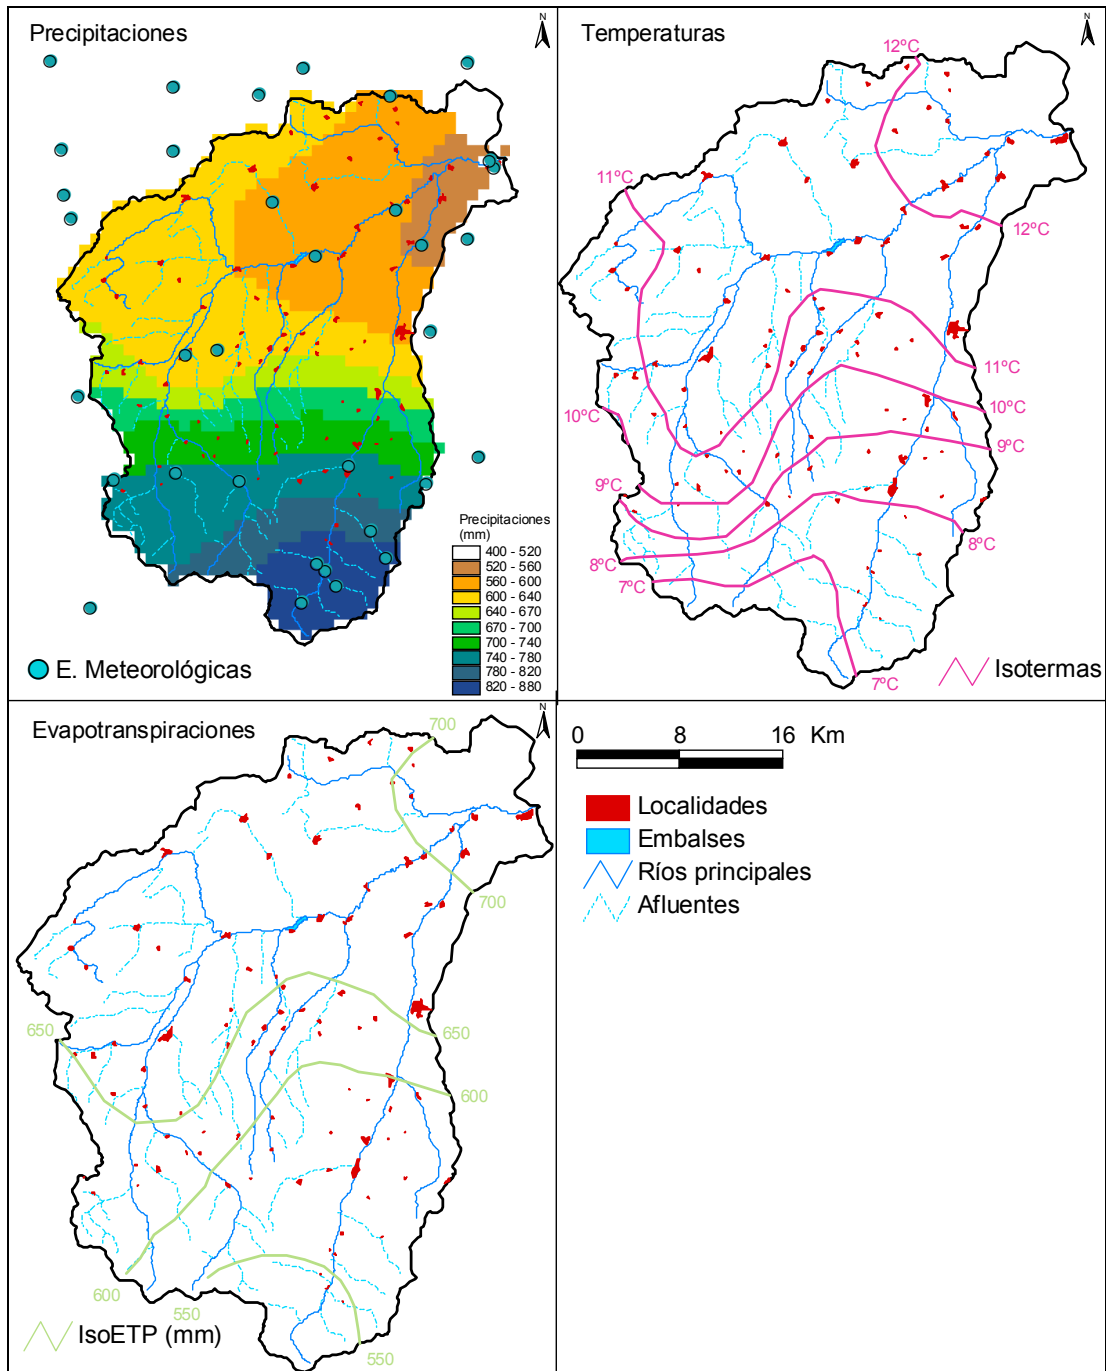 Precipitaciones
N
Precipitaciones
(mm)
400 - 520
520 - 560
560 - 600
600 - 640
640 - 670
670 - 700
700 - 740
740 - 780
780 - 820
820 - 880
E. Meteorológicas
Temperaturas
N
12ºC
11ºC
12ºC
11ºC
10ºC
10ºC
9ºC
9ºC
8ºC
8ºC
7ºC
7ºC
Isotermas
Evapotranspiraciones
N
700
700
650
650
600
600
550
550
IsoETP (mm)
0 8 16 Km
Localidades
Embalses
Ríos principales
Afluentes